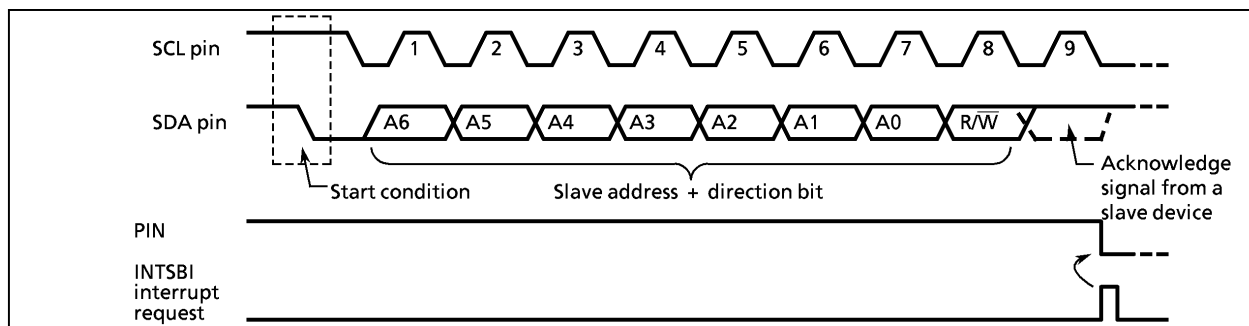 SCL pin
1 2 3 4 5 6 7 8 9
SDA pin
A6 A5 A4 A3 A2 A1 A0 R/W̅
Start condition
Slave address + direction bit
Acknowledge
signal from a
slave device
PIN
INTSBI
interrupt
request